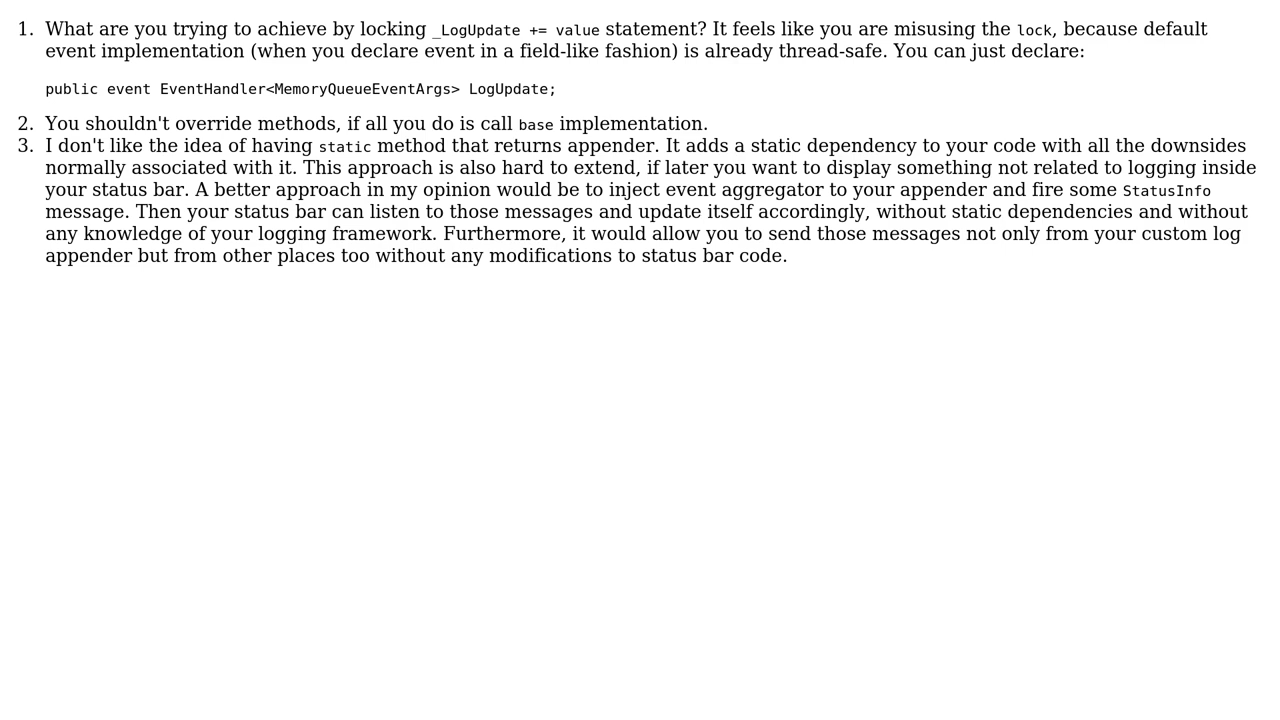 1. What are you trying to achieve by locking _LogUpdate += value statement? It feels like you are misusing the lock, because default
event implementation (when you declare event in a field-like fashion) is already thread-safe. You can just declare:
public event EventHandler<MemoryQueueEventArgs> LogUpdate;
2. You shouldn't override methods, if all you do is call base implementation.
3. I don't like the idea of having static method that returns appender. It adds a static dependency to your code with all the downsides
normally associated with it. This approach is also hard to extend, if later you want to display something not related to logging inside
your status bar. A better approach in my opinion would be to inject event aggregator to your appender and fire some StatusInfo
message. Then your status bar can listen to those messages and update itself accordingly, without static dependencies and without
any knowledge of your logging framework. Furthermore, it would allow you to send those messages not only from your custom log
appender but from other places too without any modifications to status bar code.